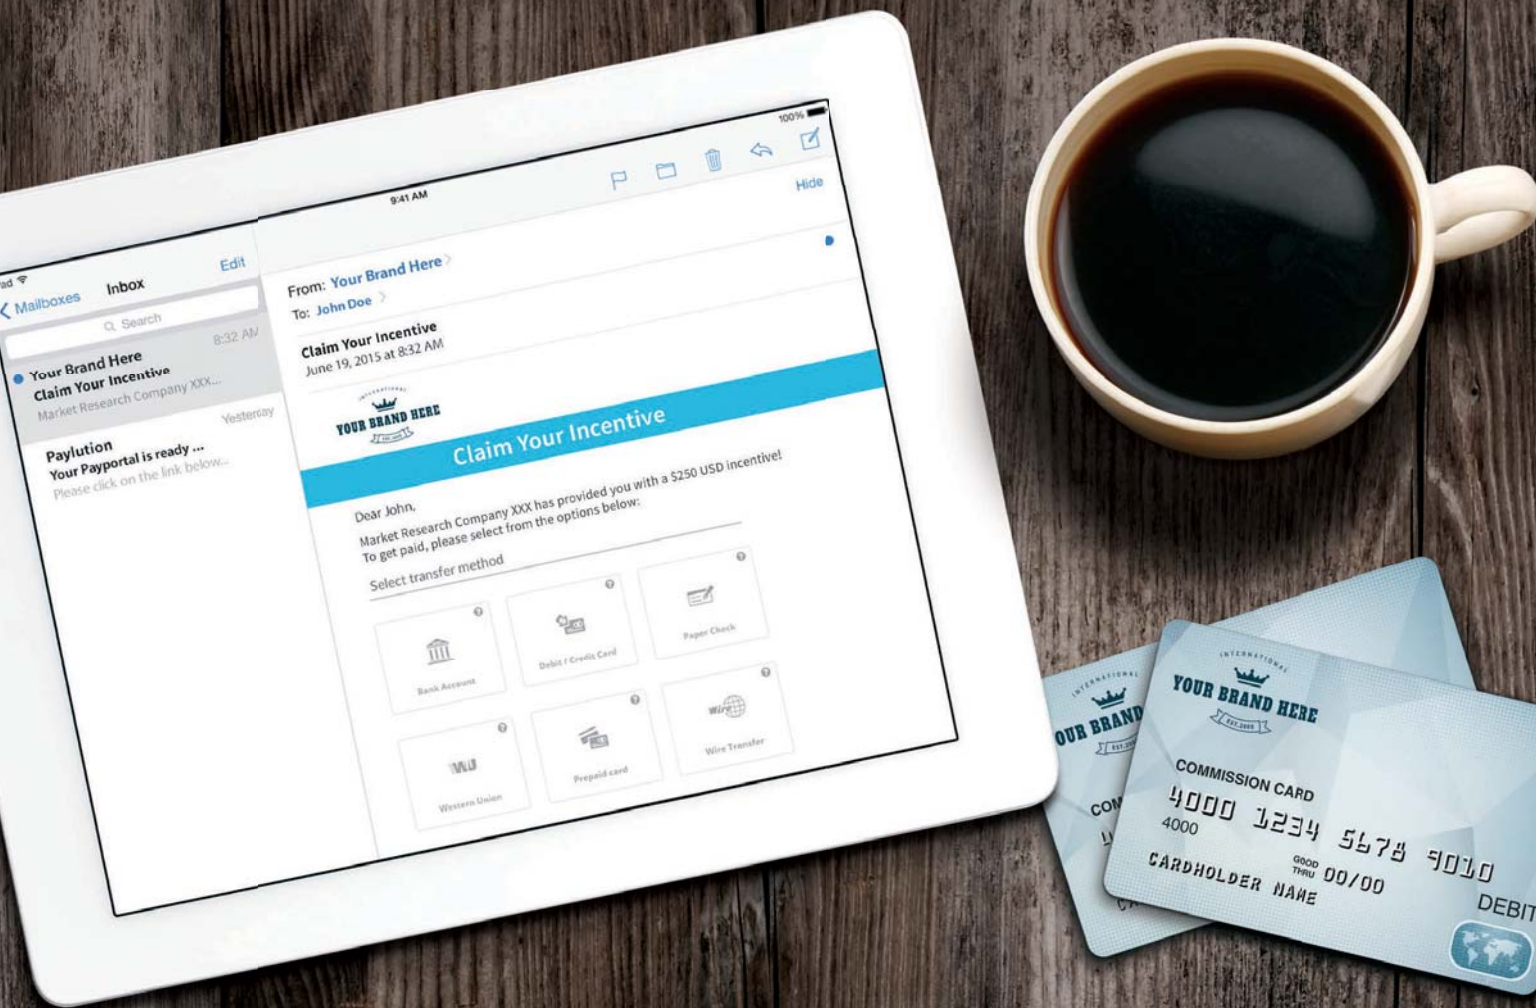 ad
9:41 AM
100%
Mailboxes
Inbox
Edit
Search
Your Brand Here
8:32 AM
Claim Your Incentive
Market Research Company XXX...
Paylution
Yesterday
Your Payportal is ready ...
Please click on the link below...
Hide
From: Your Brand Here
To: John Doe
Claim Your Incentive
June 19, 2015 at 8:32 AM
INTERNATIONAL
YOUR BRAND HERE
Claim Your Incentive
Dear John,
Market Research Company XXX has provided you with a $250 USD incentive!
To get paid, please select from the options below:
Select transfer method
Bank Account
Debit / Credit Card
Paper Check
WU
Western Union
Prepaid card
Wire
Wire Transfer
INTERNATIONAL
OUR BRAND
COM
INTERNATIONAL
YOUR BRAND HERE
EST.2005
COMMISSION CARD
4000 1234 5678 9010
4000
GOOD
THRU 00/00
CARDHOLDER NAME
DEBIT